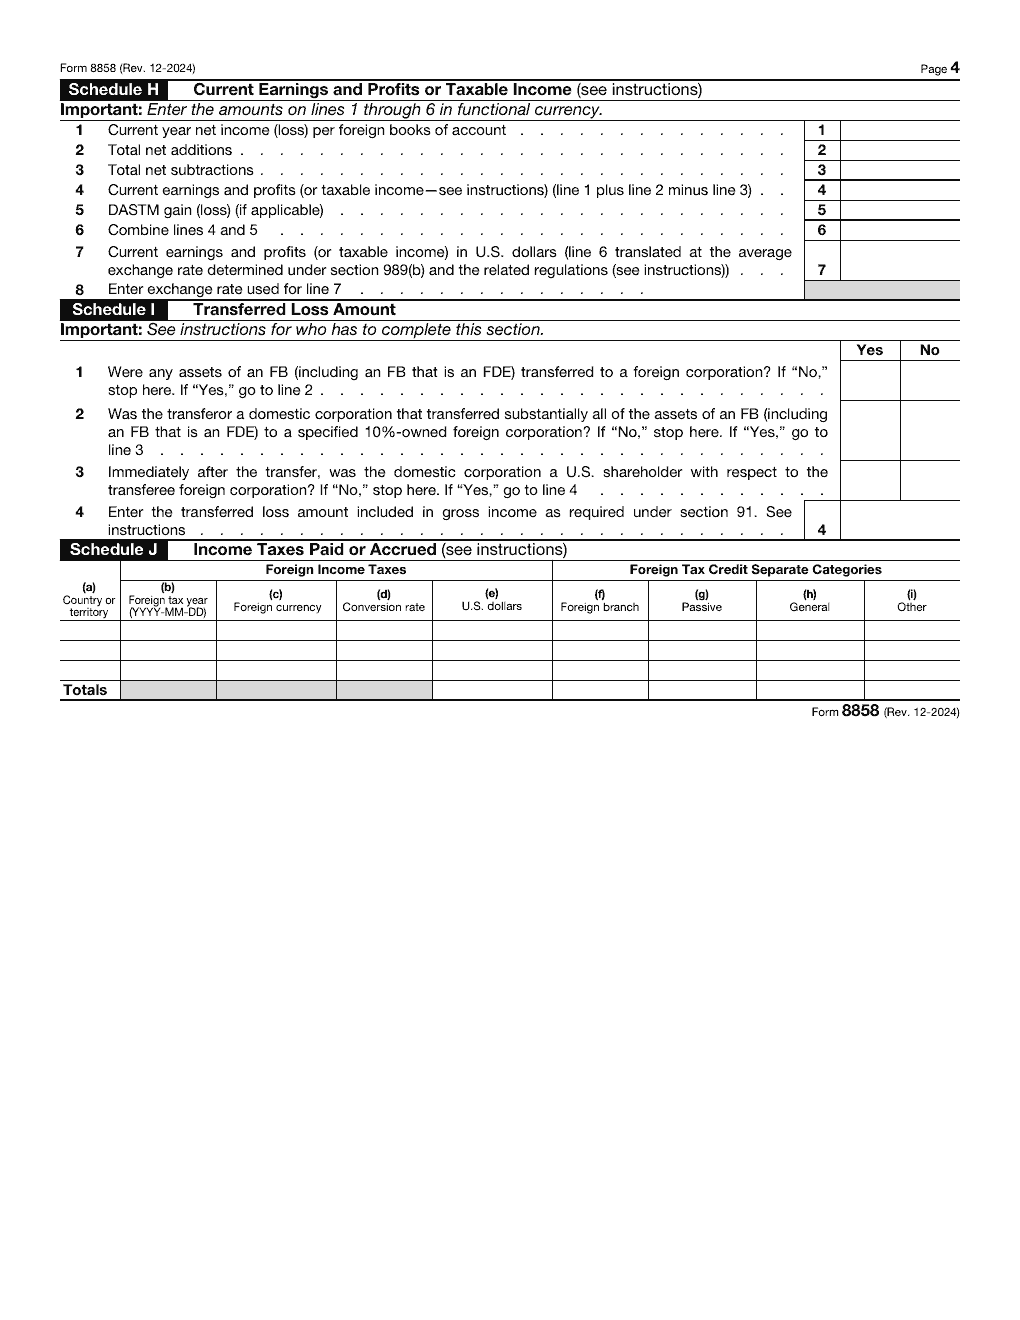 Form 8858 (Rev. 12-2024) Page 4
Schedule H Current Earnings and Profits or Taxable Income (see instructions)
Important: Enter the amounts on lines 1 through 6 in functional currency.
1 Current year net income (loss) per foreign books of account . . . . . . . . . . . . . . 1
2 Total net additions . . . . . . . . . . . . . . . . . . . . . . . . . . . . 2
3 Total net subtractions . . . . . . . . . . . . . . . . . . . . . . . . . . . 3
4 Current earnings and profits (or taxable income—see instructions) (line 1 plus line 2 minus line 3) . . 4
5 DASTM gain (loss) (if applicable) . . . . . . . . . . . . . . . . . . . . . . . 5
6 Combine lines 4 and 5 . . . . . . . . . . . . . . . . . . . . . . . . . . 6
7 Current earnings and profits (or taxable income) in U.S. dollars (line 6 translated at the average
exchange rate determined under section 989(b) and the related regulations (see instructions)) . . . 7
8 Enter exchange rate used for line 7 . . . . . . . . . . . . . . .
Schedule I Transferred Loss Amount
Important: See instructions for who has to complete this section.
Yes No
1 Were any assets of an FB (including an FB that is an FDE) transferred to a foreign corporation? If “No,”
stop here. If “Yes,” go to line 2 . . . . . . . . . . . . . . . . . . . . . . . . . .
2 Was the transferor a domestic corporation that transferred substantially all of the assets of an FB (including
an FB that is an FDE) to a specified 10%-owned foreign corporation? If “No,” stop here. If “Yes,” go to
line 3 . . . . . . . . . . . . . . . . . . . . . . . . . . . . . . . . . .
3 Immediately after the transfer, was the domestic corporation a U.S. shareholder with respect to the
transferee foreign corporation? If “No,” stop here. If “Yes,” go to line 4 . . . . . . . . . . . .
4 Enter the transferred loss amount included in gross income as required under section 91. See
instructions . . . . . . . . . . . . . . . . . . . . . . . . . . . . . . 4
Schedule J Income Taxes Paid or Accrued (see instructions)
Foreign Income Taxes Foreign Tax Credit Separate Categories
(a) (b) (c) (d) (e) (f) (g) (h) (i)
Country or Foreign tax year Foreign currency Conversion rate U.S. dollars Foreign branch Passive General Other
territory (YYYY-MM-DD)
Totals
Form 8858 (Rev. 12-2024)